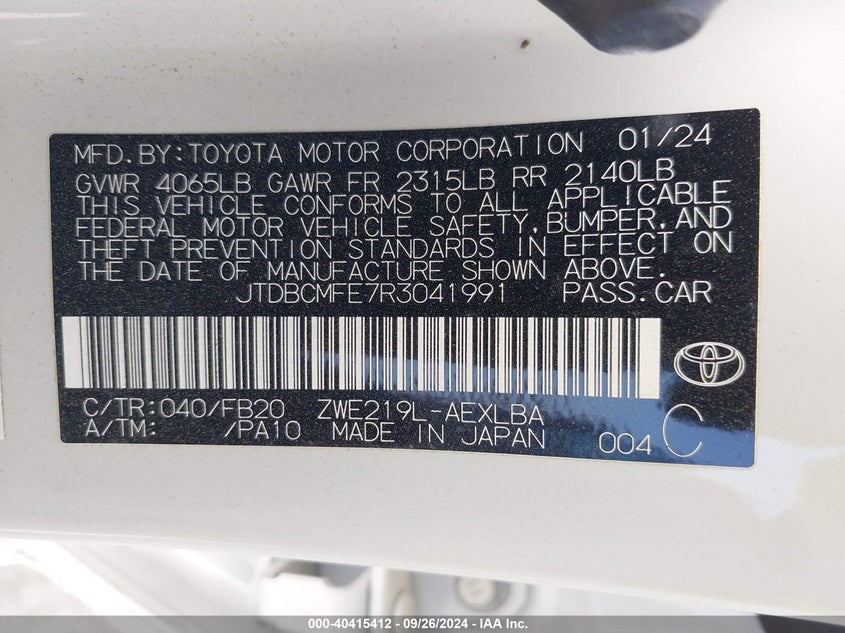 MFD.BY:TOYOTA MOTOR CORPORATION 01/24
GVWR 4065LB GAWR FR 2315LB RR 2140LB
THIS VEHICLE CONFORMS TO ALL APPLICABLE
FEDERAL MOTOR VEHICLE SAFETY,BUMPER,AND
THEFT PREVENTION STANDARDS IN EFFECT ON
THE DATE OF MANUFACTURE SHOWN ABOVE.
JTDBCMFE7R3041991 PASS.CAR
C/TR:040/FB20 ZWE219L-AEXLBA
A/TM: /PA10 MADE IN JAPAN 004 C
000-40415412 - 09/26/2024 - IAA Inc.